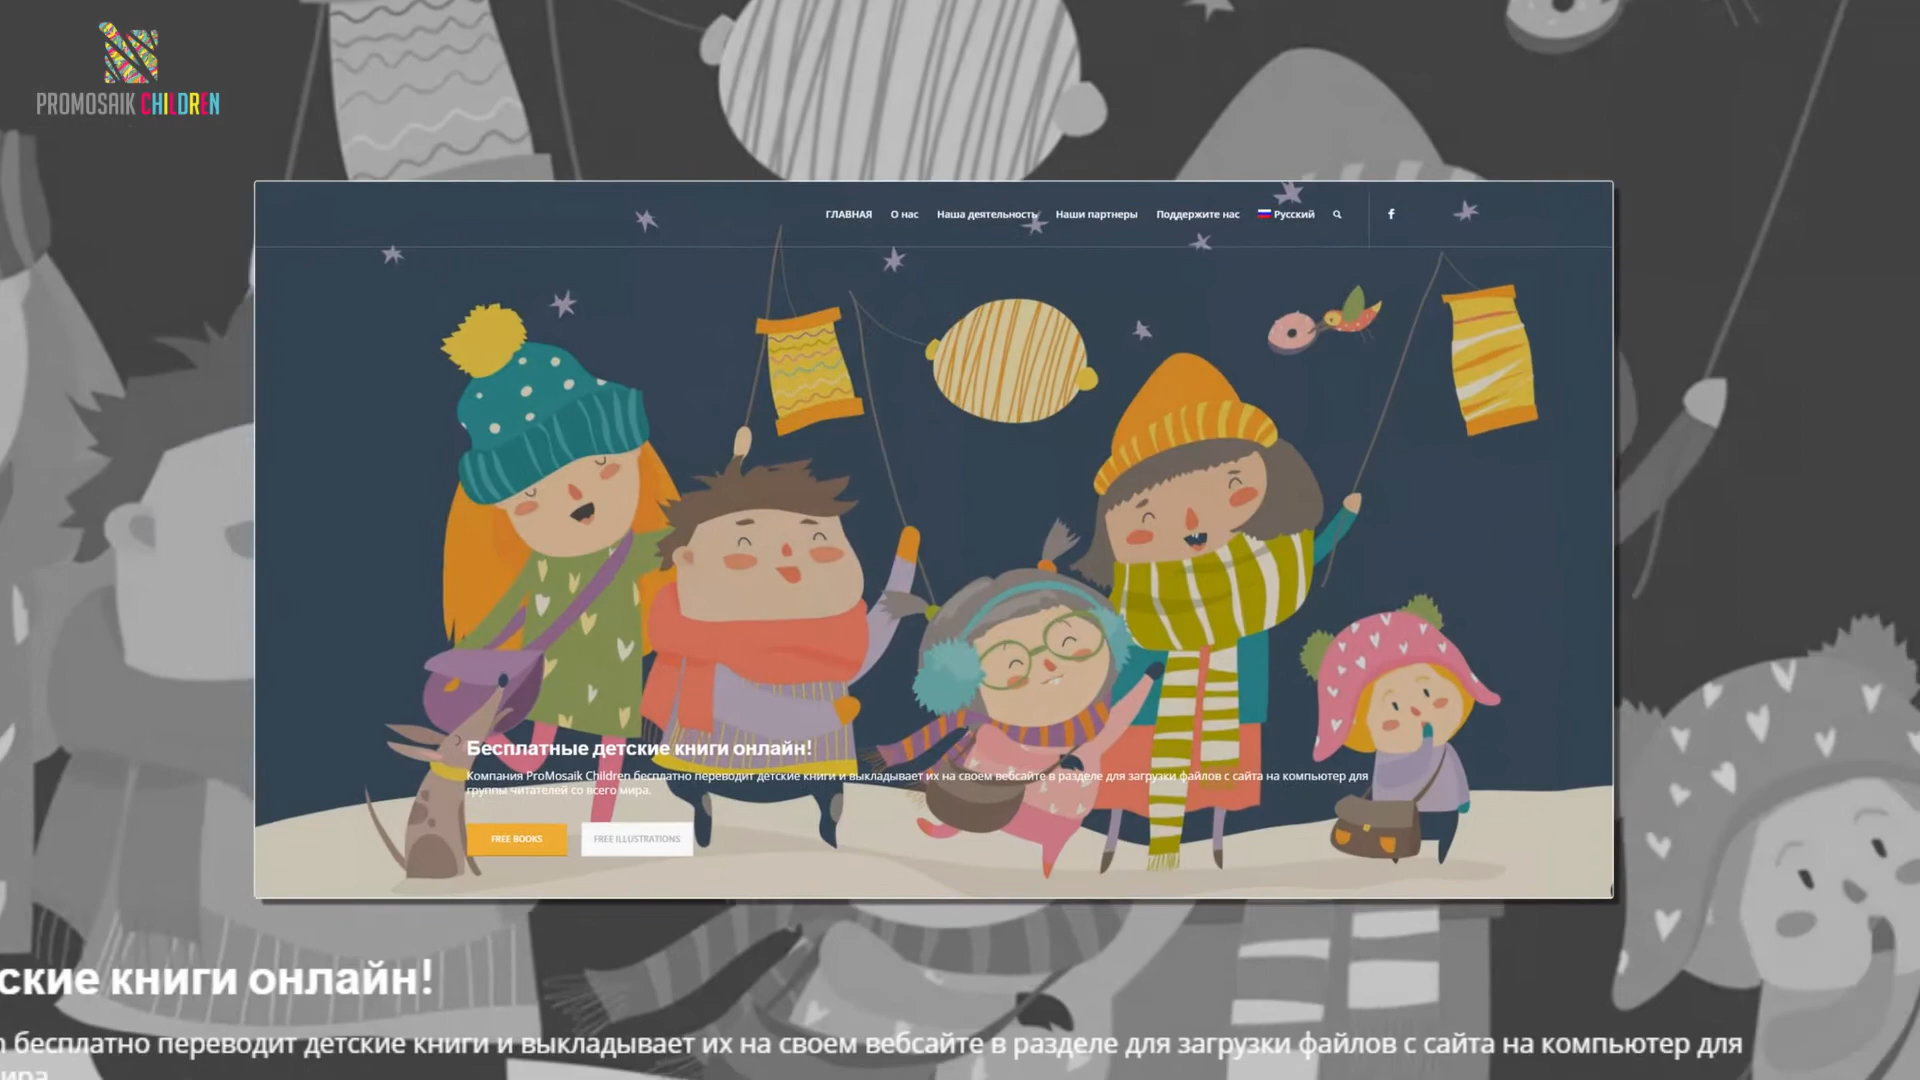 PROMOSAIK CHILDREN
ГЛАВНАЯ О нас Наша деятельность Наши партнеры Поддержите нас Русский
Бесплатные детские книги онлайн!
Компания ProMosaik Children бесплатно переводит детские книги и выкладывает их на своем вебсайте в разделе для загрузки файлов с сайта на компьютер для
группы читателей со всего мира.
FREE BOOKS FREE ILLUSTRATIONS
ские книги онлайн!
бесплатно переводит детские книги и выкладывает их на своем вебсайте в разделе для загрузки файлов с сайта на компьютер для